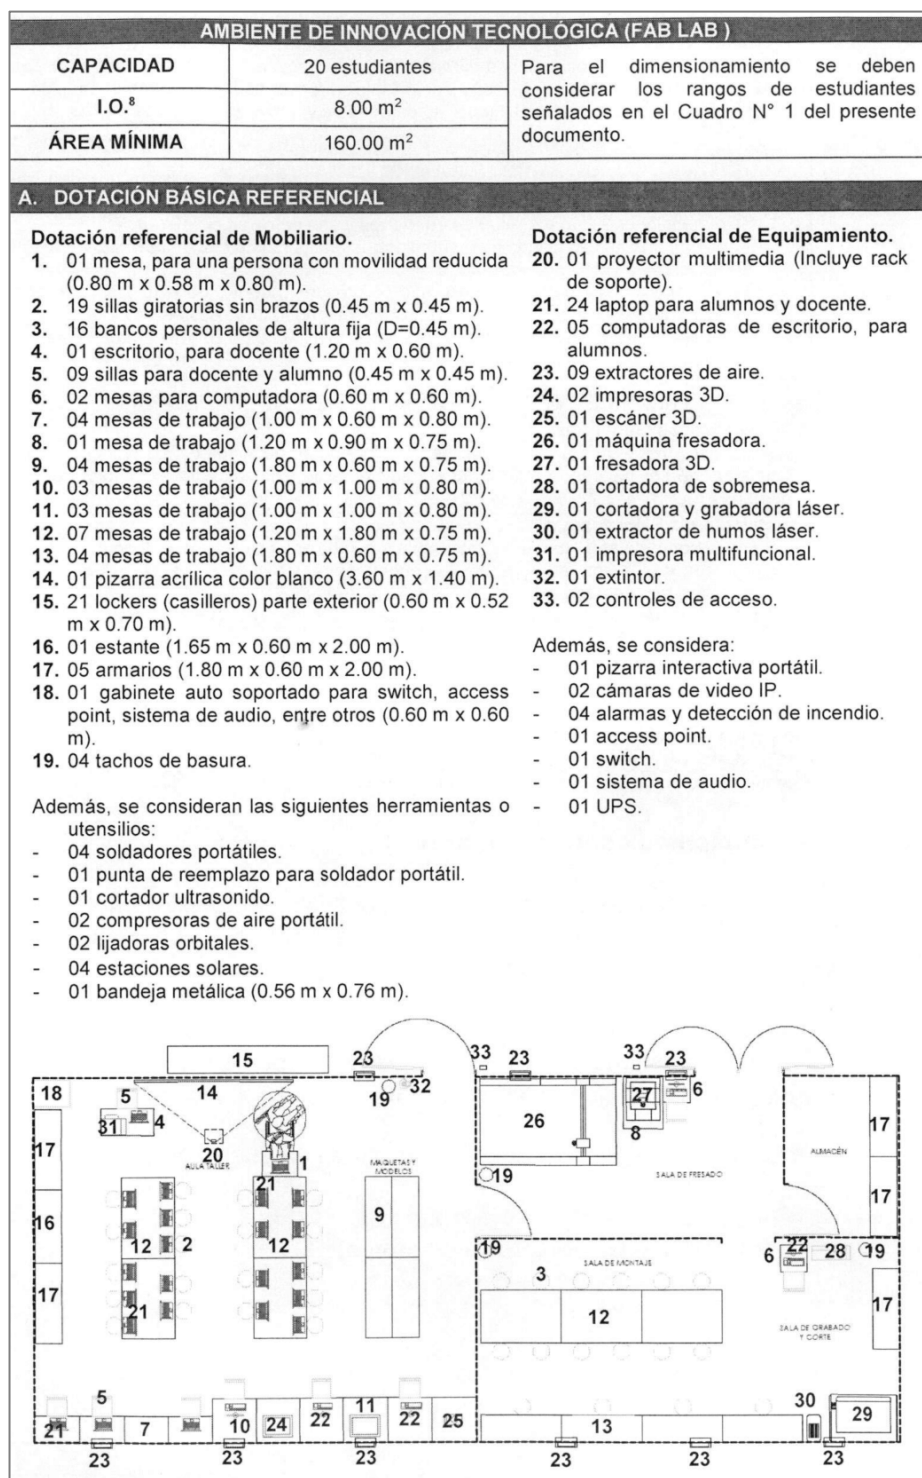 AMBIENTE DE INNOVACIÓN TECNOLÓGICA (FAB LAB )
CAPACIDAD
20 estudiantes
Para el dimensionamiento se deben
considerar los rangos de estudiantes
señalados en el Cuadro N° 1 del presente
documento.
I.O.⁸
8.00 m²
ÁREA MÍNIMA
160.00 m²
A. DOTACIÓN BÁSICA REFERENCIAL
Dotación referencial de Mobiliario.
1. 01 mesa, para una persona con movilidad reducida
(0.80 m x 0.58 m x 0.80 m).
2. 19 sillas giratorias sin brazos (0.45 m x 0.45 m).
3. 16 bancos personales de altura fija (D=0.45 m).
4. 01 escritorio, para docente (1.20 m x 0.60 m).
5. 09 sillas para docente y alumno (0.45 m x 0.45 m).
6. 02 mesas para computadora (0.60 m x 0.60 m).
7. 04 mesas de trabajo (1.00 m x 0.60 m x 0.80 m).
8. 01 mesa de trabajo (1.20 m x 0.90 m x 0.75 m).
9. 04 mesas de trabajo (1.80 m x 0.60 m x 0.75 m).
10. 03 mesas de trabajo (1.00 m x 1.00 m x 0.80 m).
11. 03 mesas de trabajo (1.00 m x 1.00 m x 0.80 m).
12. 07 mesas de trabajo (1.20 m x 1.80 m x 0.75 m).
13. 04 mesas de trabajo (1.80 m x 0.60 m x 0.75 m).
14. 01 pizarra acrílica color blanco (3.60 m x 1.40 m).
15. 21 lockers (casilleros) parte exterior (0.60 m x 0.52
m x 0.70 m).
16. 01 estante (1.65 m x 0.60 m x 2.00 m).
17. 05 armarios (1.80 m x 0.60 m x 2.00 m).
18. 01 gabinete auto soportado para switch, access
point, sistema de audio, entre otros (0.60 m x 0.60
m).
19. 04 tachos de basura.
Además, se consideran las siguientes herramientas o
utensilios:
- 04 soldadores portátiles.
- 01 punta de reemplazo para soldador portátil.
- 01 cortador ultrasonido.
- 02 compresoras de aire portátil.
- 02 lijadoras orbitales.
- 04 estaciones solares.
- 01 bandeja metálica (0.56 m x 0.76 m).
Dotación referencial de Equipamiento.
20. 01 proyector multimedia (Incluye rack
de soporte).
21. 24 laptop para alumnos y docente.
22. 05 computadoras de escritorio, para
alumnos.
23. 09 extractores de aire.
24. 02 impresoras 3D.
25. 01 escáner 3D.
26. 01 máquina fresadora.
27. 01 fresadora 3D.
28. 01 cortadora de sobremesa.
29. 01 cortadora y grabadora láser.
30. 01 extractor de humos láser.
31. 01 impresora multifuncional.
32. 01 extintor.
33. 02 controles de acceso.
Además, se considera:
- 01 pizarra interactiva portátil.
- 02 cámaras de video IP.
- 04 alarmas y detección de incendio.
- 01 access point.
- 01 switch.
- 01 sistema de audio.
- 01 UPS.
15 23 33 23 33 23
18 5 14 19 32 27 6
31 4 26 8 17
20 1 19
17 AULA TALLER 21 MAQUETAS Y MODELOS SALA DE FRESADO ALMACÉN
16 12 2 12 9 17
19 SALA DE MONTAJE 6 22 28 19
3
17 21 12 17
SALA DE GRABADO Y CORTE
5 11 30
21 7 10 24 22 22 25 13 29
23 23 23 23 23 23